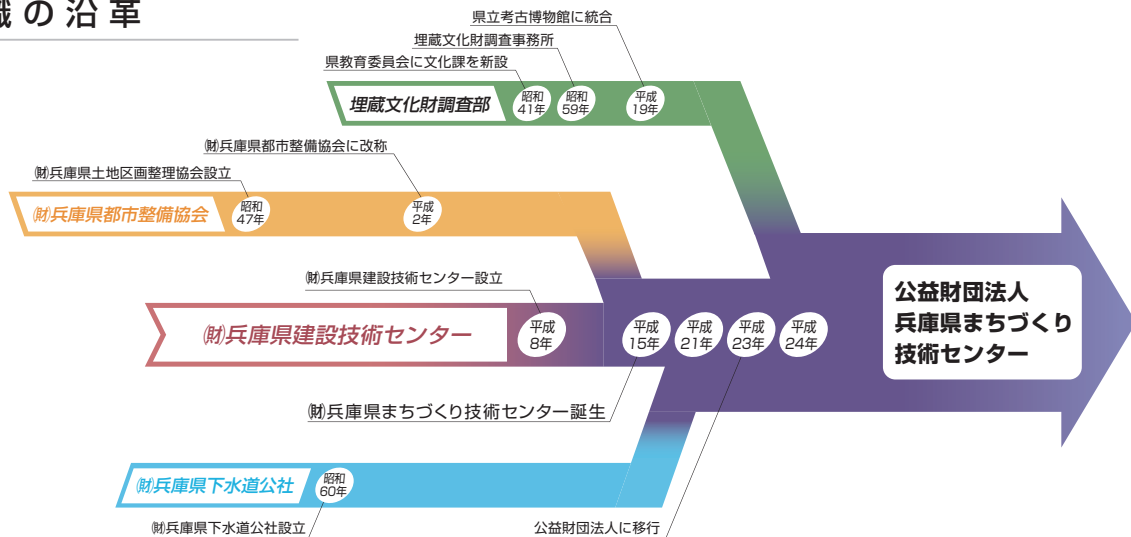 織の沿革
県立考古博物館に統合
埋蔵文化財調査事務所
県教育委員会に文化課を新設
埋蔵文化財調査部
昭和
41年
昭和
59年
平成
19年
㈶兵庫県都市整備協会に改称
㈶兵庫県土地区画整理協会設立
㈶兵庫県都市整備協会
昭和
47年
平成
2年
㈶兵庫県建設技術センター設立
㈶兵庫県建設技術センター
平成
8年
平成
15年
平成
21年
平成
23年
平成
24年
公益財団法人
兵庫県まちづくり
技術センター
㈶兵庫県まちづくり技術センター誕生
㈶兵庫県下水道公社
昭和
60年
㈶兵庫県下水道公社設立
公益財団法人に移行